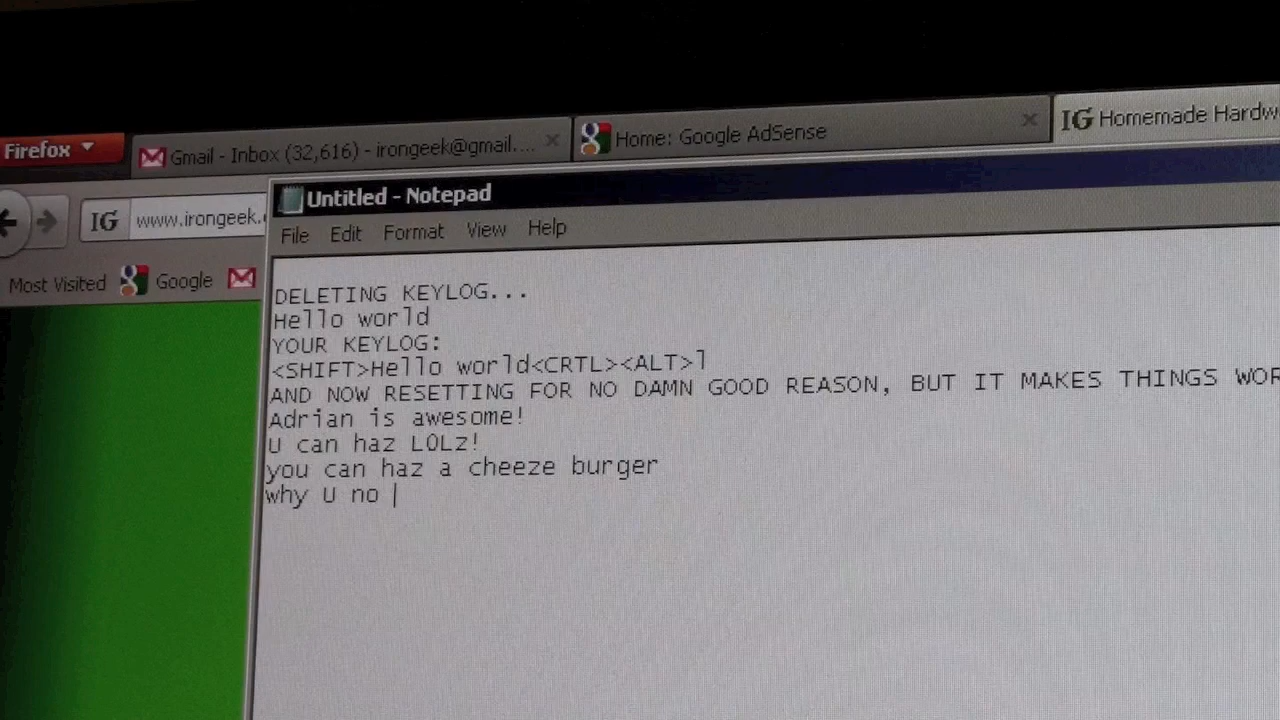 Firefox
Gmail - Inbox (32,616) - irongeek@gmail....
Home: Google AdSense
IG Homemade Hardw
IG www.irongeek.
Most Visited
Google
Untitled - Notepad
File Edit Format View Help
DELETING KEYLOG...
Hello world
YOUR KEYLOG:
<SHIFT>Hello world<CRTL><ALT>l
AND NOW RESETTING FOR NO DAMN GOOD REASON, BUT IT MAKES THINGS WOR
Adrian is awesome!
U can haz LOLz!
you can haz a cheeze burger
why U no